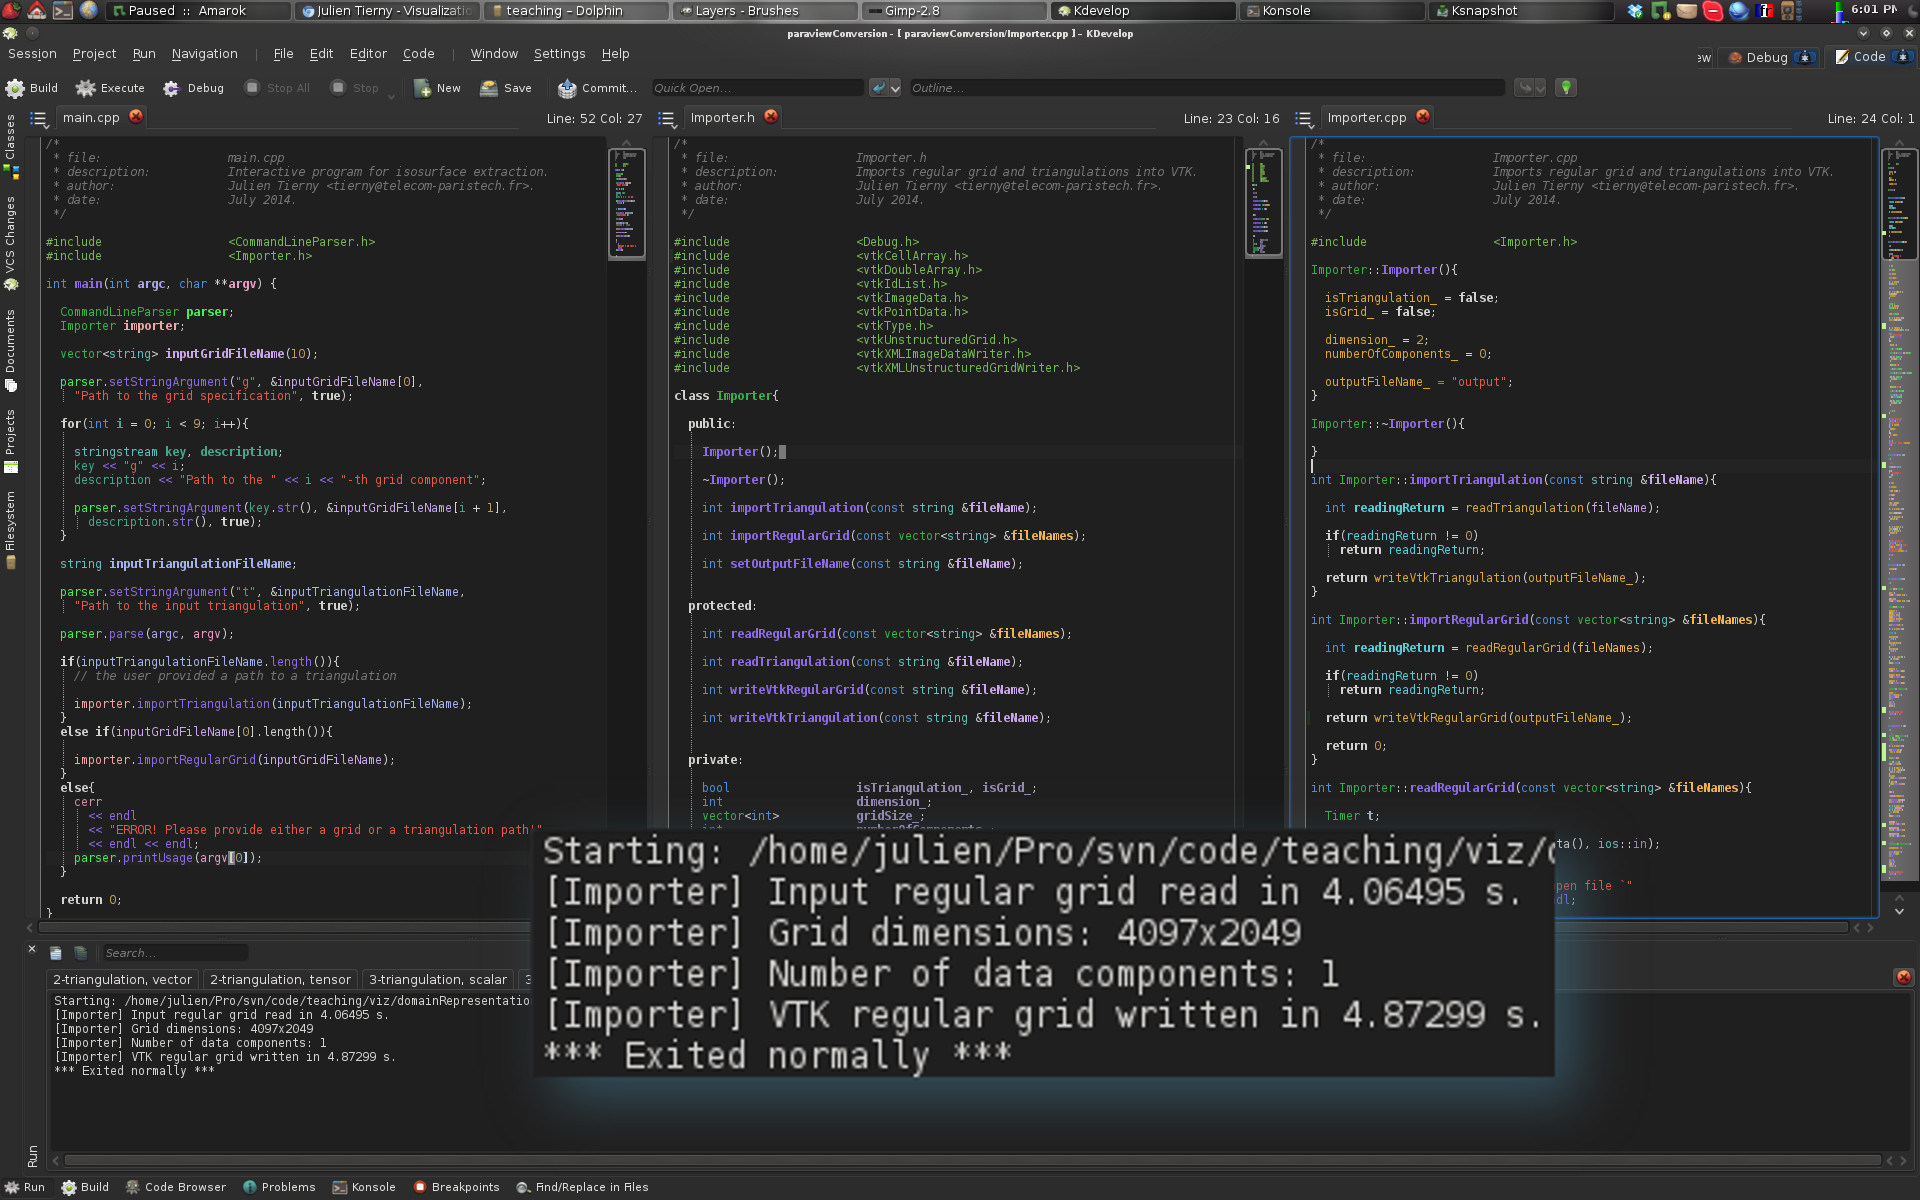 Paused :: Amarok
Julien Tierny - Visualizatio
teaching – Dolphin
Layers - Brushes
Gimp-2.8
Kdevelop
Konsole
Ksnapshot
6:01 PM
paraviewConversion - [ paraviewConversion/Importer.cpp ] – KDevelop
Session Project Run Navigation File Edit Editor Code Window Settings Help
ew Debug Code
Build Execute Debug Stop All Stop New Save Commit... Quick Open... Outline...
Classes
VCS Changes
Documents
Projects
Filesystem
main.cpp Line: 52 Col: 27
/*
* file: main.cpp
* description: Interactive program for isosurface extraction.
* author: Julien Tierny <tierny@telecom-paristech.fr>.
* date: July 2014.
*/
#include <CommandLineParser.h>
#include <Importer.h>
int main(int argc, char **argv) {
CommandLineParser parser;
Importer importer;
vector<string> inputGridFileName(10);
parser.setStringArgument("g", &inputGridFileName[0],
"Path to the grid specification", true);
for(int i = 0; i < 9; i++){
stringstream key, description;
key << "g" << i;
description << "Path to the " << i << "-th grid component";
parser.setStringArgument(key.str(), &inputGridFileName[i + 1],
description.str(), true);
}
string inputTriangulationFileName;
parser.setStringArgument("t", &inputTriangulationFileName,
"Path to the input triangulation", true);
parser.parse(argc, argv);
if(inputTriangulationFileName.length()){
// the user provided a path to a triangulation
importer.importTriangulation(inputTriangulationFileName);
}
else if(inputGridFileName[0].length()){
importer.importRegularGrid(inputGridFileName);
}
else{
cerr
<< endl
<< "ERROR! Please provide either a grid or a triangulation path!"
<< endl << endl;
parser.printUsage(argv[0]);
}
return 0;
}
Importer.h Line: 23 Col: 16
/*
* file: Importer.h
* description: Imports regular grid and triangulations into VTK.
* author: Julien Tierny <tierny@telecom-paristech.fr>.
* date: July 2014.
*/
#include <Debug.h>
#include <vtkCellArray.h>
#include <vtkDoubleArray.h>
#include <vtkIdList.h>
#include <vtkImageData.h>
#include <vtkPointData.h>
#include <vtkType.h>
#include <vtkUnstructuredGrid.h>
#include <vtkXMLImageDataWriter.h>
#include <vtkXMLUnstructuredGridWriter.h>
class Importer{
public:
Importer();
~Importer();
int importTriangulation(const string &fileName);
int importRegularGrid(const vector<string> &fileNames);
int setOutputFileName(const string &fileName);
protected:
int readRegularGrid(const vector<string> &fileNames);
int readTriangulation(const string &fileName);
int writeVtkRegularGrid(const string &fileName);
int writeVtkTriangulation(const string &fileName);
private:
bool isTriangulation_, isGrid_;
int dimension_;
vector<int> gridSize_;
Importer.cpp Line: 24 Col: 1
/*
* file: Importer.cpp
* description: Imports regular grid and triangulations into VTK.
* author: Julien Tierny <tierny@telecom-paristech.fr>.
* date: July 2014.
*/
#include <Importer.h>
Importer::Importer(){
isTriangulation_ = false;
isGrid_ = false;
dimension_ = 2;
numberOfComponents_ = 0;
outputFileName_ = "output";
}
Importer::~Importer(){
}
int Importer::importTriangulation(const string &fileName){
int readingReturn = readTriangulation(fileName);
if(readingReturn != 0)
return readingReturn;
return writeVtkTriangulation(outputFileName_);
}
int Importer::importRegularGrid(const vector<string> &fileNames){
int readingReturn = readRegularGrid(fileNames);
if(readingReturn != 0)
return readingReturn;
return writeVtkRegularGrid(outputFileName_);
return 0;
}
int Importer::readRegularGrid(const vector<string> &fileNames){
Timer t;
ta(), ios::in);
pen file `"
dl;
Starting: /home/julien/Pro/svn/code/teaching/viz/
[Importer] Input regular grid read in 4.06495 s.
[Importer] Grid dimensions: 4097x2049
[Importer] Number of data components: 1
[Importer] VTK regular grid written in 4.87299 s.
*** Exited normally ***
Search...
2-triangulation, vector 2-triangulation, tensor 3-triangulation, scalar 3
Starting: /home/julien/Pro/svn/code/teaching/viz/domainRepresentatio
[Importer] Input regular grid read in 4.06495 s.
[Importer] Grid dimensions: 4097x2049
[Importer] Number of data components: 1
[Importer] VTK regular grid written in 4.87299 s.
*** Exited normally ***
Run
Run Build Code Browser Problems Konsole Breakpoints Find/Replace in Files